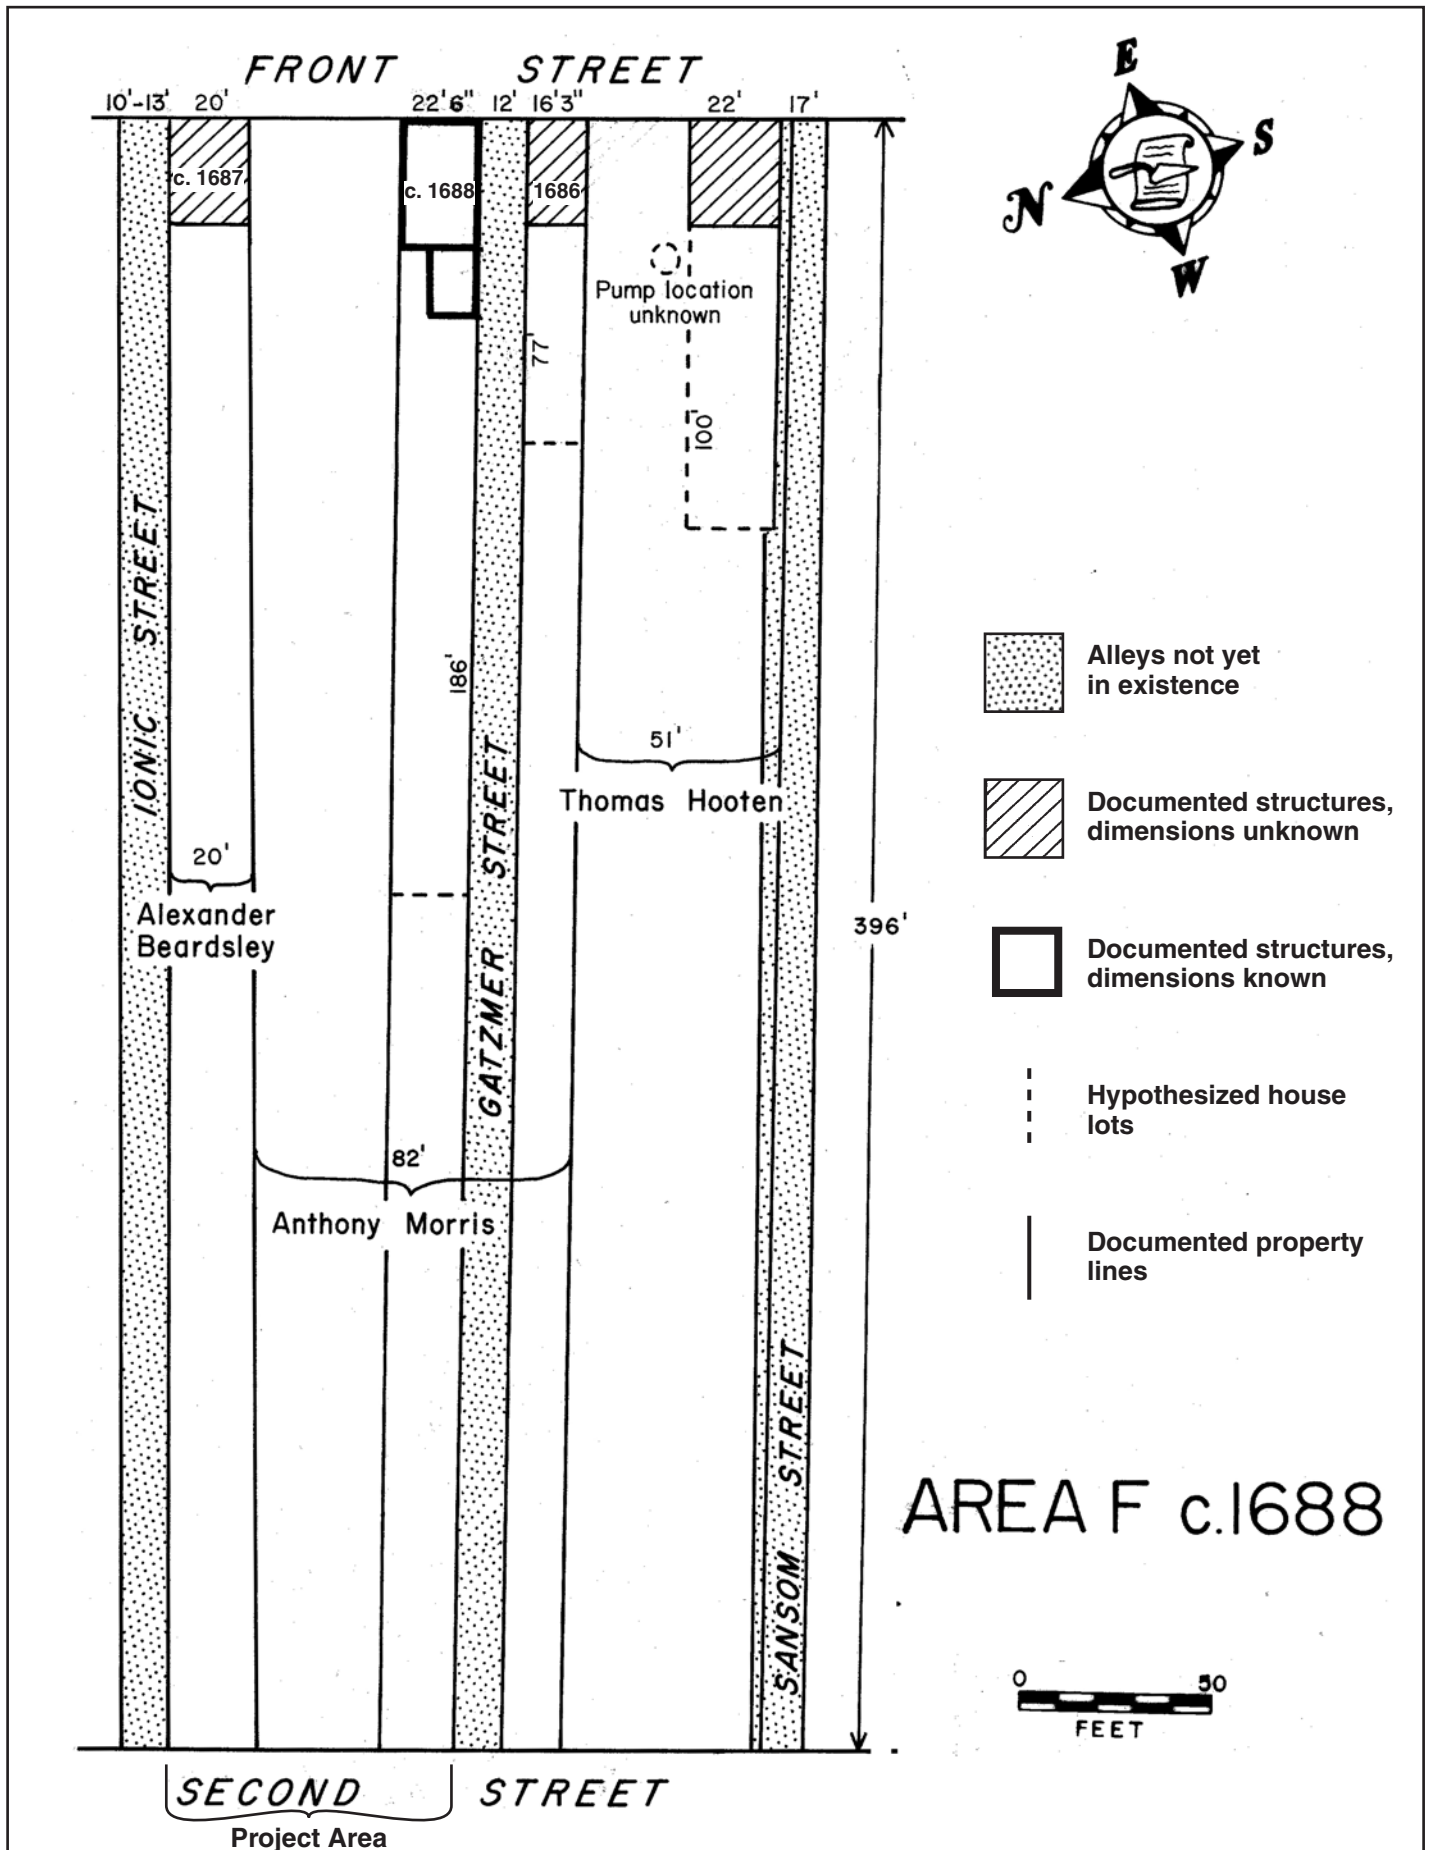 FRONT STREET
10'-13' 20' 22'6" 12' 16'3" 22' 17'
E
S
N
W
c. 1687
c. 1688
1686
Pump location
unknown
77'
100'
IONIC STREET
186'
Alleys not yet
in existence
51'
GATZMER STREET
Thomas Hooten
Documented structures,
dimensions unknown
20'
Alexander
Beardsley
396'
Documented structures,
dimensions known
Hypothesized house
lots
82'
Anthony Morris
Documented property
lines
SANSOM STREET
AREA F c.1688
0 50
FEET
SECOND STREET
Project Area